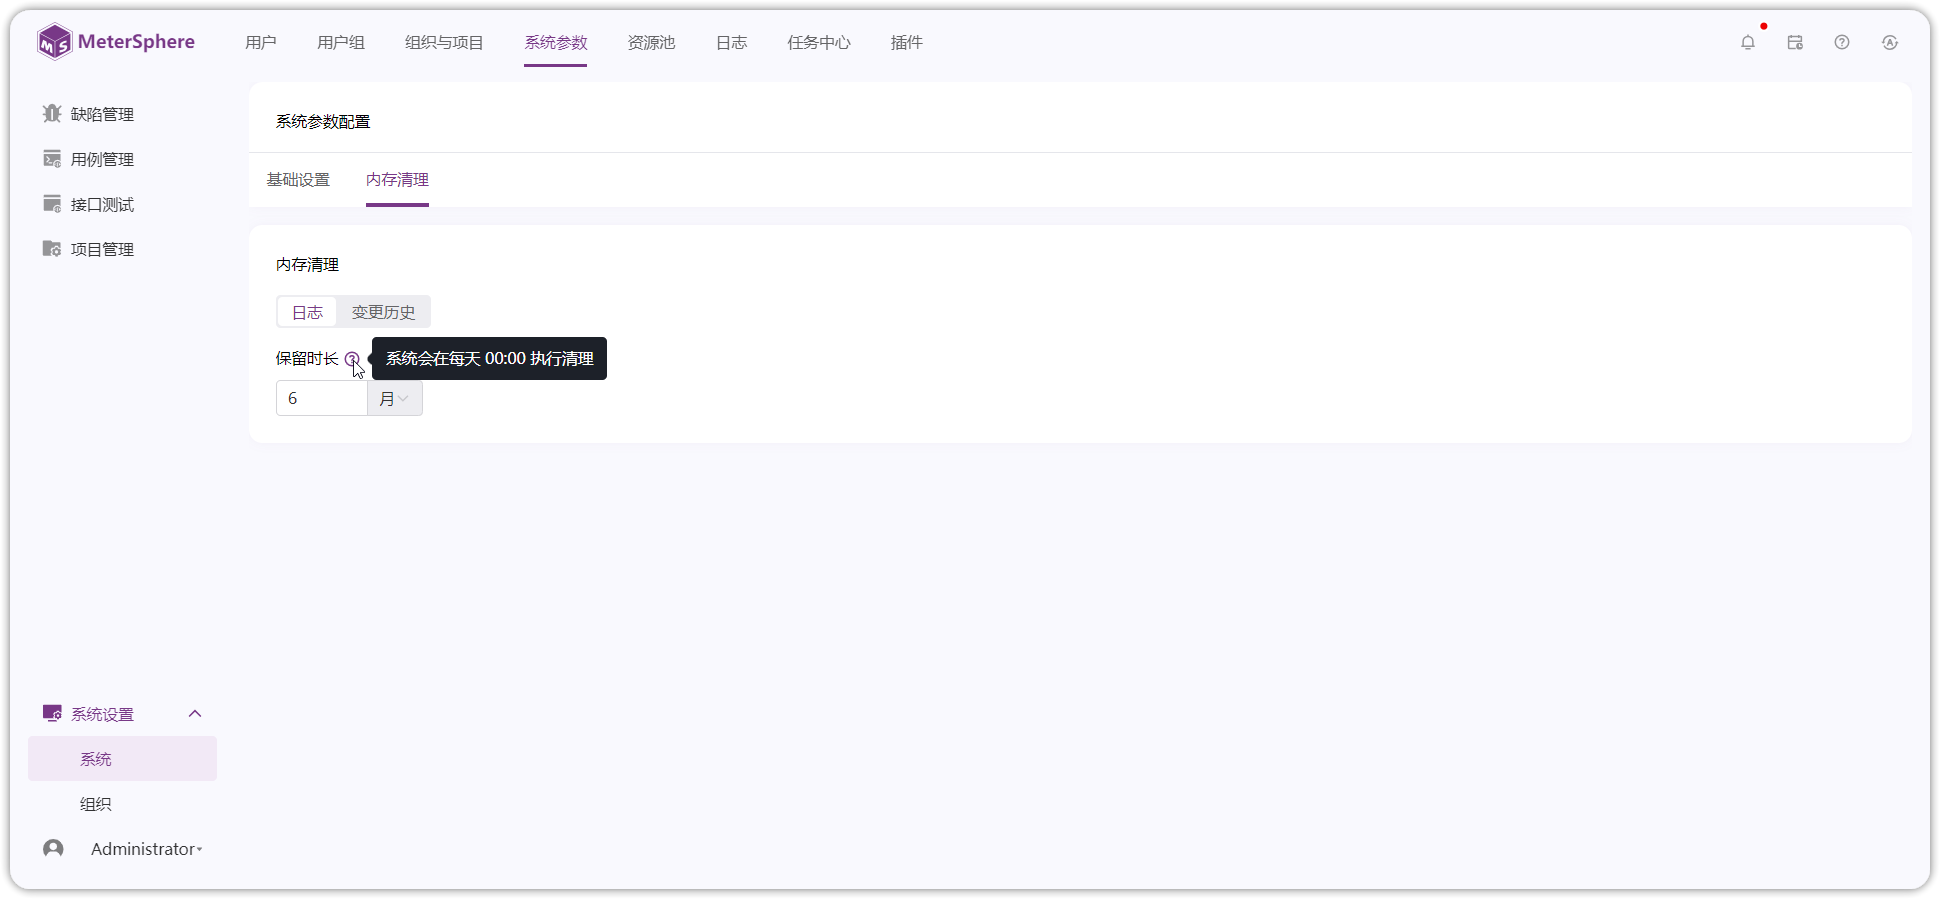 MeterSphere
用户 用户组 组织与项目 系统参数 资源池 日志 任务中心 插件
缺陷管理
用例管理
接口测试
项目管理
系统参数配置
基础设置 内存清理
内存清理
日志 变更历史
保留时长 系统会在每天 00:00 执行清理
6 月
系统设置
系统
组织
Administrator